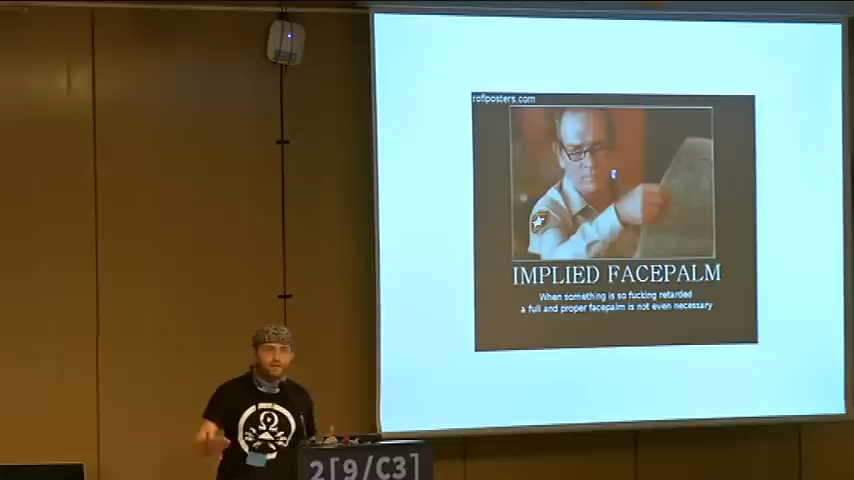 roflposters.com
IMPLIED FACEPALM
When something is so fucking retarded
a full and proper facepalm is not even necessary
2[9/C3]